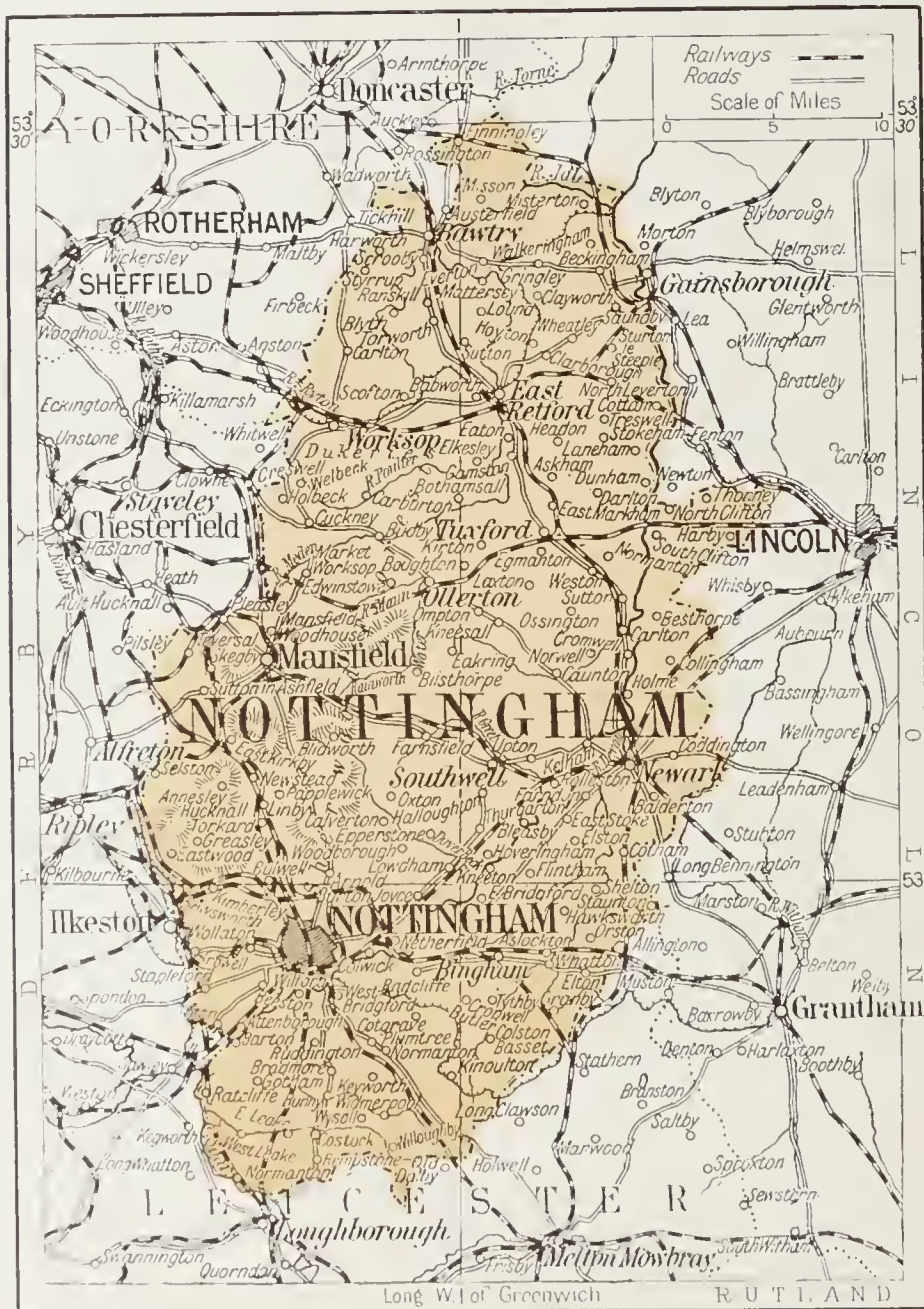 1
Railways
Roads
Scale of Miles
0 5 10
53
30
53
30
YORKSHIRE
Armthorpe
R. Torne
Doncaster
Auckley
Finningley
Rossington
Wadworth
R. Idle
Misson
Misterton
Blyton
Blyborough
Tickhill
Austerfield
ROTHERHAM
Wickersley
Maltby
Harworth
Bawtry
Walkeringham
Morton
Beckingham
Helmswel
Scrooby
SHEFFIELD
Styrrup
Everton
Gringley
Gainsborough
Ulley
Firbeck
Ranskill
Mattersey
Clayworth
Glentworth
Lound
Saundby
Lea
Woodhouse
Blyth
Torworth
Hayton
Wheatley
Sturton
le
Steeple
Willingham
Aston
Anston
Carlton
Sutton
Clarborough
Brattleby
Eckington
Killamarsh
Scofton
Babworth
East
Retford
North Leverton
Cottam
Treswell
Unstone
Whitwell
Worksop
Eaton
Headon
Stokeham
Fenton
Elkesley
Laneham
Carlton
Clowne
Creswell
Welbeck
R. Poulter
Gamston
Askham
Newton
Staveley
Holbeck
Bothamsall
Dunham
Thorney
Carburton
Darlton
Chesterfield
Cuckney
Budby
Tuxford
East Markham
North Clifton
Harby
LINCOLN
Hasland
Kirton
South Clifton
Market
Worksop
Boughton
Egmanton
Normanton
Heath
Edwinstowe
Laxton
Weston
Whisby
Ault Hucknall
Pleasley
Ollerton
Sutton
Hykeham
Mansfield
Woodhouse
R. Maun
Ompton
Ossington
Besthorpe
Aubourn
Pilsley
Skegby
Kneesall
Cromwell
Carlton
Mansfield
Eakring
Norwell
Collingham
Sutton in Ashfield
Rainworth
Bilsthorpe
Caunton
Holme
Bassingham
NOTTINGHAM
Wellingore
Alfreton
Kirkby
Blidworth
Farnsfield
Upton
Kelham
Coddington
Selston
Newstead
Southwell
Newark
Annesley
Papplewick
Oxton
Leadenham
Hucknall
Linby
Halloughton
Thurgarton
Balderton
Ripley
Torkard
Calverton
East Stoke
Greasley
Epperstone
Bleasby
Elston
Stubton
Eastwood
Woodborough
Hoveringham
Cotham
Kilbourne
Bulwell
Lowdham
Flintham
Long Bennington
Arnold
Kneeton
Shelton
53
Kimberley
Burton Joyce
E. Bridgford
Staunton
Marston
Ilkeston
NOTTINGHAM
Hawksworth
Orston
Wollaton
Netherfield
Aslockton
Allington
Belton
Stapleford
Colwick
Bingham
Whatton
Wilford
Elton
Muston
Beeston
West
Bridgford
Radcliffe
Tythby
Granby
Grantham
Spondon
Cropwell
Butler
Attenborough
Cotgrave
Colston
Basset
Barton
Plumtree
Denton
Harlaxton
Ruddington
Normanton
Stathern
Boothby
Bradmore
Kinoulton
Gotham
Keyworth
Branston
Ratcliffe
Bunny
Widmerpool
Long Clawson
Saltby
E. Leake
Wysall
Kegworth
Willoughby
West Leake
Costock
Long Whatton
Rempstone
Old
Dalby
Holwell
Sproxton
Normanton
Sewstern
LEICESTER
Loughborough
Swannington
Quorndon
Frisby
Melton Mowbray
South Witham
Long W. of Greenwich
RUTLAND
DERBY
LINCOLN